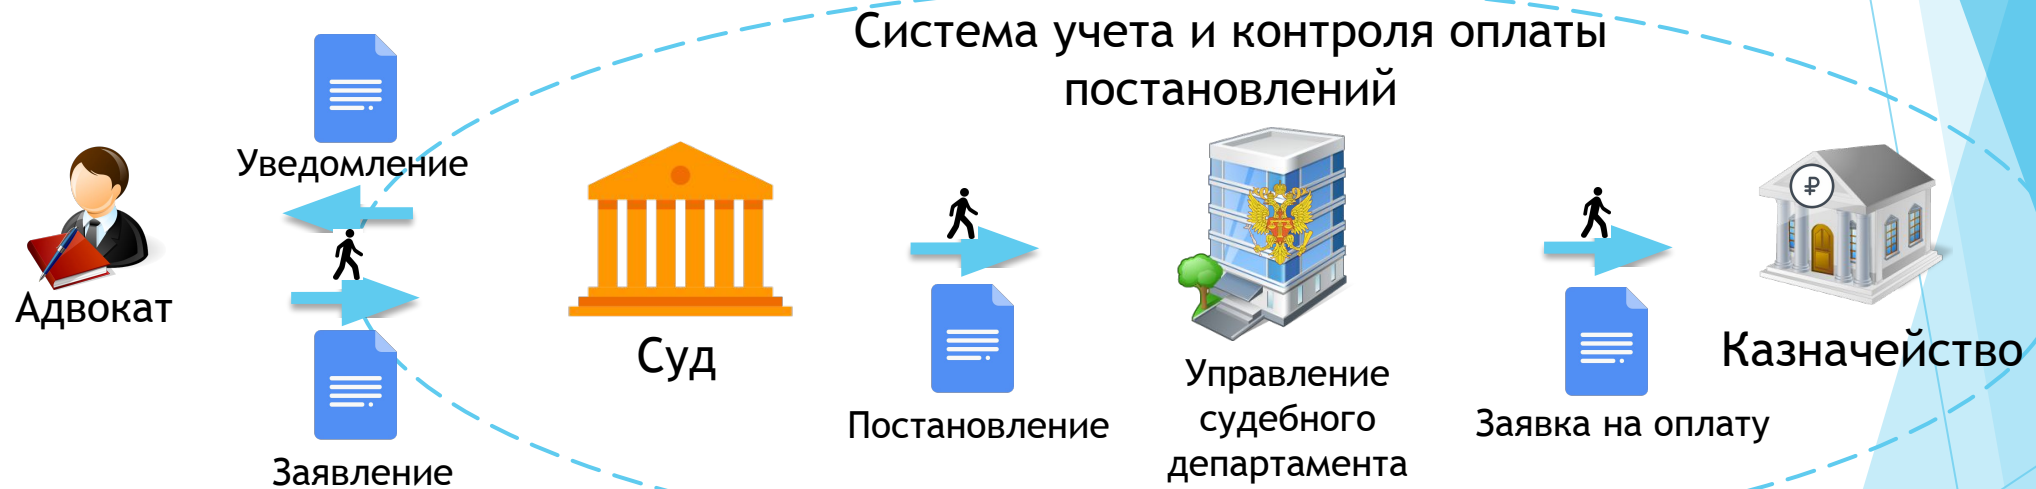 Система учета и контроля оплаты
постановлений
Уведомление
Адвокат
Заявление
Суд
Постановление
Управление
судебного
департамента
Заявка на оплату
₽
Казначейство